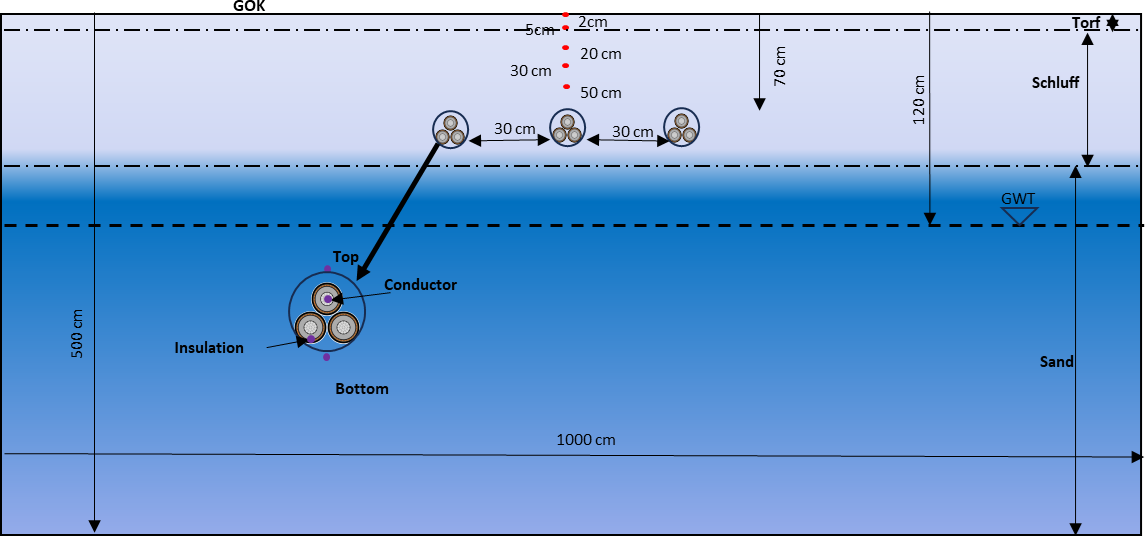 GOK
2cm
Torf
5cm
20 cm
30 cm
70 cm
Schluff
50 cm
120 cm
30 cm
30 cm
GWT
Top
Conductor
500 cm
Insulation
Sand
Bottom
1000 cm